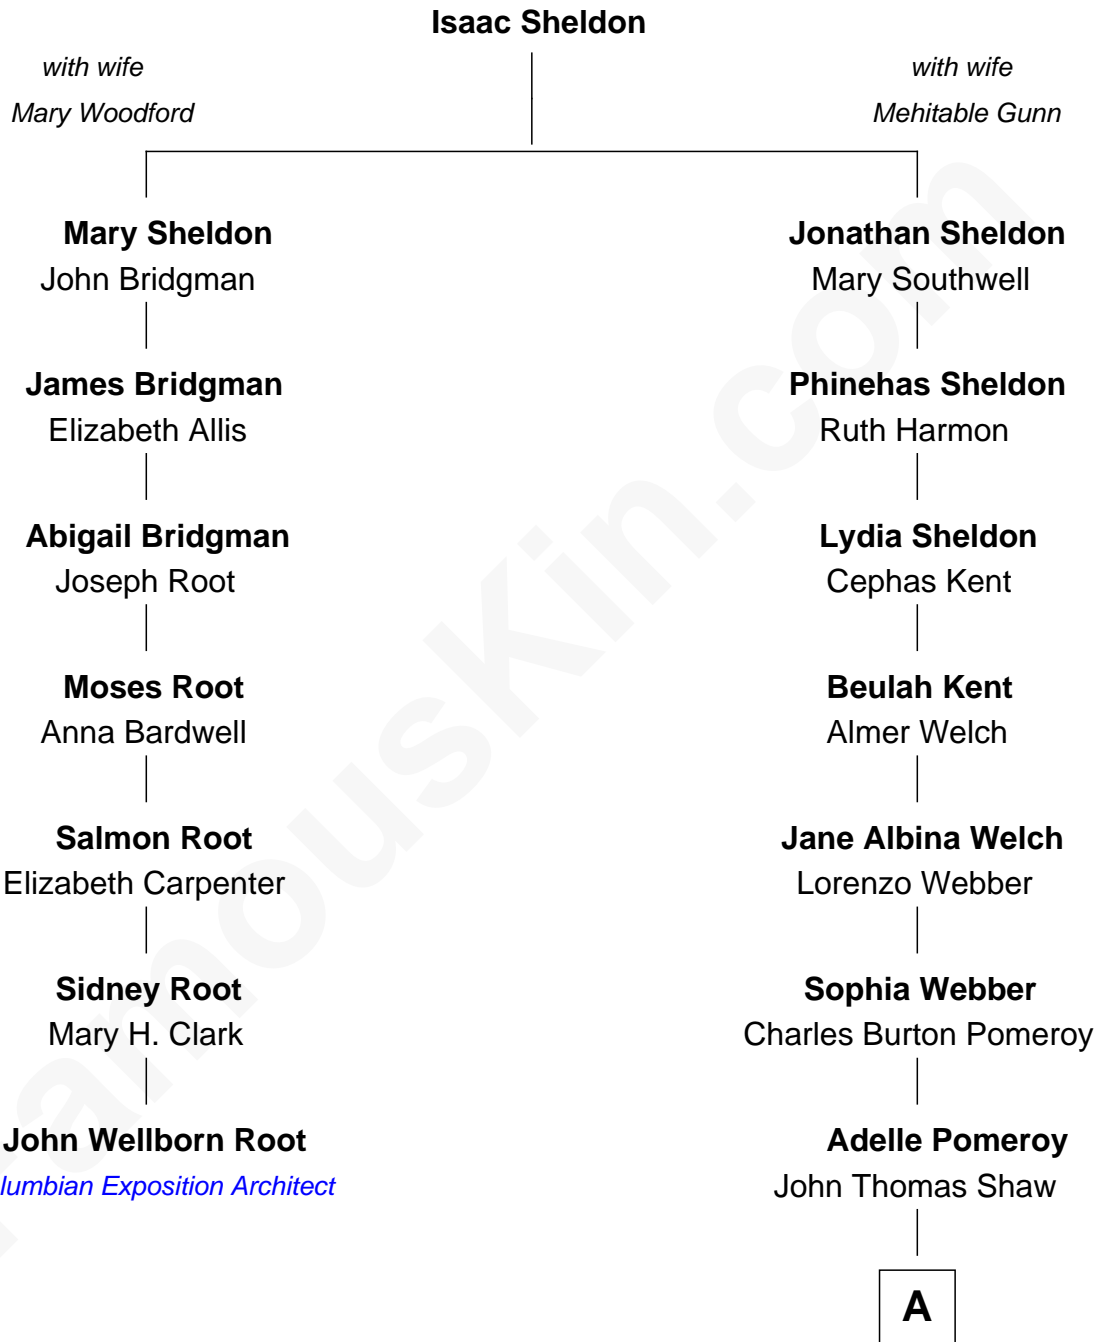 Isaac Sheldon
with wife
Mary Woodford
with wife
Mehitable Gunn
Mary Sheldon
John Bridgman
Jonathan Sheldon
Mary Southwell
James Bridgman
Elizabeth Allis
Phinehas Sheldon
Ruth Harmon
Abigail Bridgman
Joseph Root
Lydia Sheldon
Cephas Kent
Moses Root
Anna Bardwell
Beulah Kent
Almer Welch
Salmon Root
Elizabeth Carpenter
Jane Albina Welch
Lorenzo Webber
Sidney Root
Mary H. Clark
Sophia Webber
Charles Burton Pomeroy
John Wellborn Root
lumbian Exposition Architect
Adelle Pomeroy
John Thomas Shaw
A
FamousKin.com